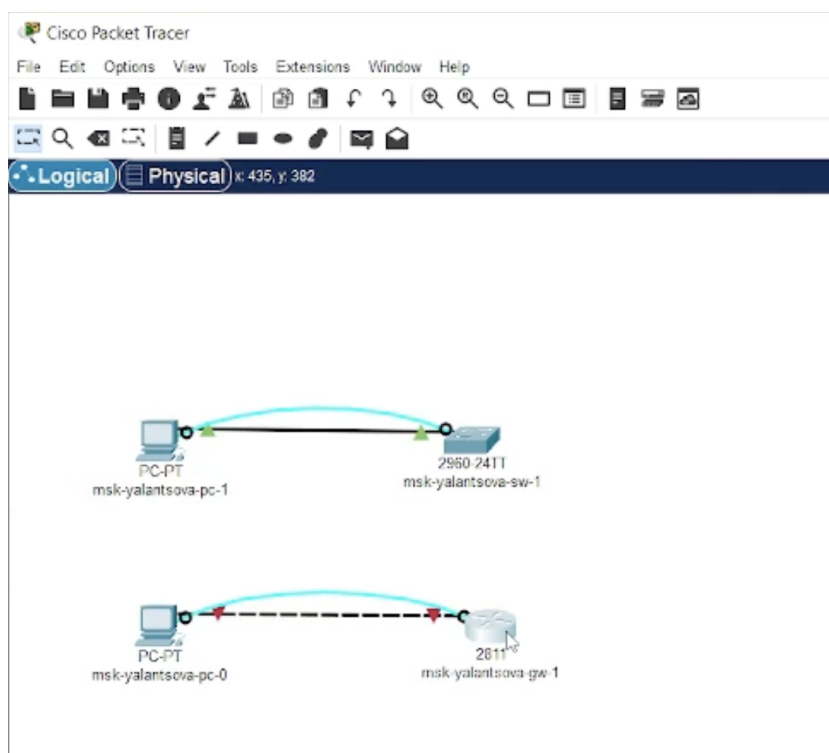 Cisco Packet Tracer
File Edit Options View Tools Extensions Window Help
Logical Physical x: 435, y: 382
PC-PT
msk-yalantsova-pc-1
2960-24TT
msk-yalantsova-sw-1
PC-PT
msk-yalantsova-pc-0
2811
msk-yalantsova-gw-1